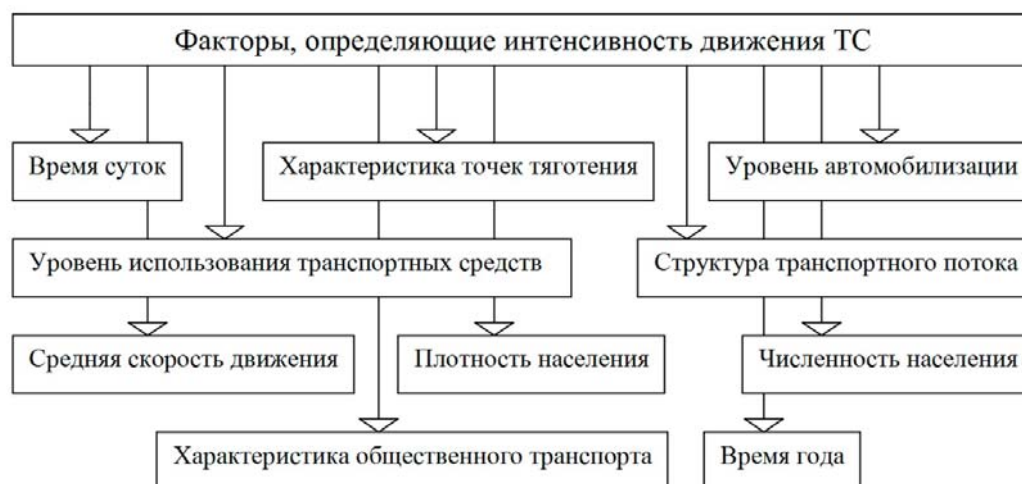 Факторы, определяющие интенсивность движения ТС
Время суток
Характеристика точек тяготения
Уровень автомобилизации
Уровень использования транспортных средств
Структура транспортного потока
Средняя скорость движения
Плотность населения
Численность населения
Характеристика общественного транспорта
Время года